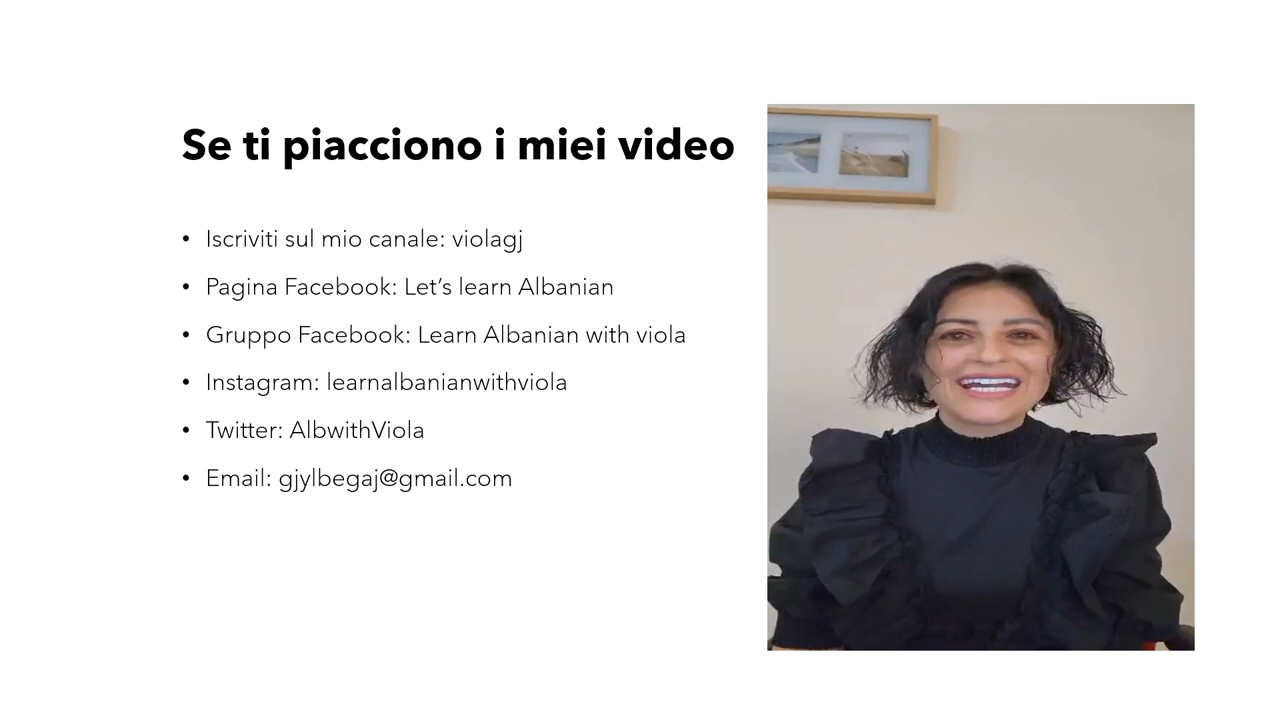 Se ti piacciono i miei video
• Iscriviti sul mio canale: violagj
• Pagina Facebook: Let’s learn Albanian
• Gruppo Facebook: Learn Albanian with viola
• Instagram: learnalbanianwithviola
• Twitter: AlbwithViola
• Email: gjylbegaj@gmail.com